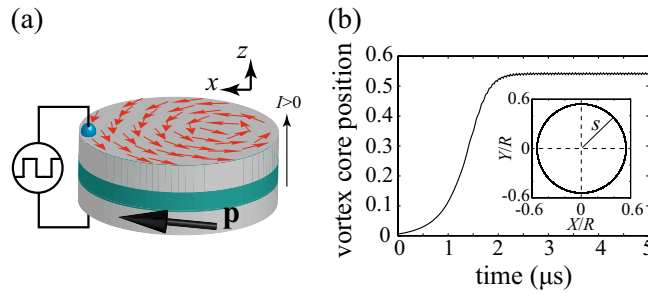 (a)
z
x
I>0
p
(b)
vortex core position
0.6
0.5
0.4
0.3
0.2
0.1
0
0 1 2 3 4 5
time (μs)
0.6
0
-0.6
Y/R
s
-0.6 0 0.6
X/R